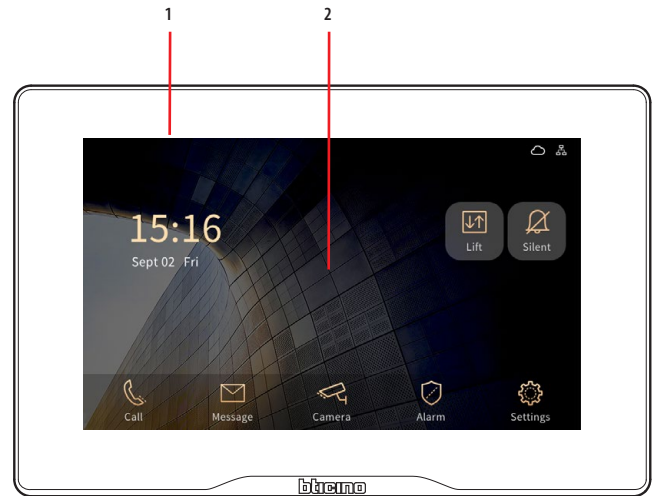 1 2
15:16
Sept 02 Fri
Lift Silent
Call Message Camera Alarm Settings
bticino